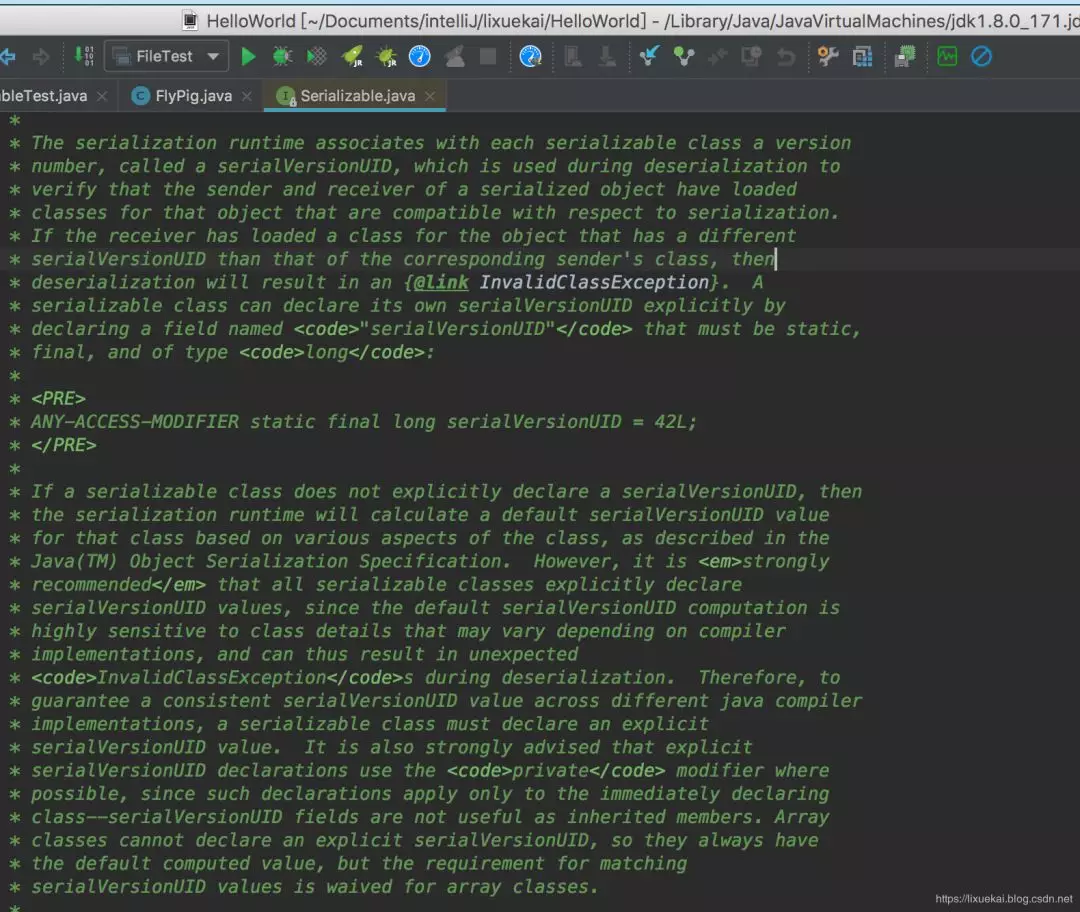 HelloWorld [~/Documents/intelliJ/lixuekai/HelloWorld] - /Library/Java/JavaVirtualMachines/jdk1.8.0_171.jd
FileTest
bleTest.java
FlyPig.java
Serializable.java
*
* The serialization runtime associates with each serializable class a version
* number, called a serialVersionUID, which is used during deserialization to
* verify that the sender and receiver of a serialized object have loaded
* classes for that object that are compatible with respect to serialization.
* If the receiver has loaded a class for the object that has a different
* serialVersionUID than that of the corresponding sender's class, then
* deserialization will result in an {@link InvalidClassException}.  A
* serializable class can declare its own serialVersionUID explicitly by
* declaring a field named <code>"serialVersionUID"</code> that must be static,
* final, and of type <code>long</code>:
*
* <PRE>
* ANY-ACCESS-MODIFIER static final long serialVersionUID = 42L;
* </PRE>
*
* If a serializable class does not explicitly declare a serialVersionUID, then
* the serialization runtime will calculate a default serialVersionUID value
* for that class based on various aspects of the class, as described in the
* Java(TM) Object Serialization Specification.  However, it is <em>strongly
* recommended</em> that all serializable classes explicitly declare
* serialVersionUID values, since the default serialVersionUID computation is
* highly sensitive to class details that may vary depending on compiler
* implementations, and can thus result in unexpected
* <code>InvalidClassException</code>s during deserialization.  Therefore, to
* guarantee a consistent serialVersionUID value across different java compiler
* implementations, a serializable class must declare an explicit
* serialVersionUID value.  It is also strongly advised that explicit
* serialVersionUID declarations use the <code>private</code> modifier where
* possible, since such declarations apply only to the immediately declaring
* class--serialVersionUID fields are not useful as inherited members. Array
* classes cannot declare an explicit serialVersionUID, so they always have
* the default computed value, but the requirement for matching
* serialVersionUID values is waived for array classes.
*
https://lixuekai.blog.csdn.net